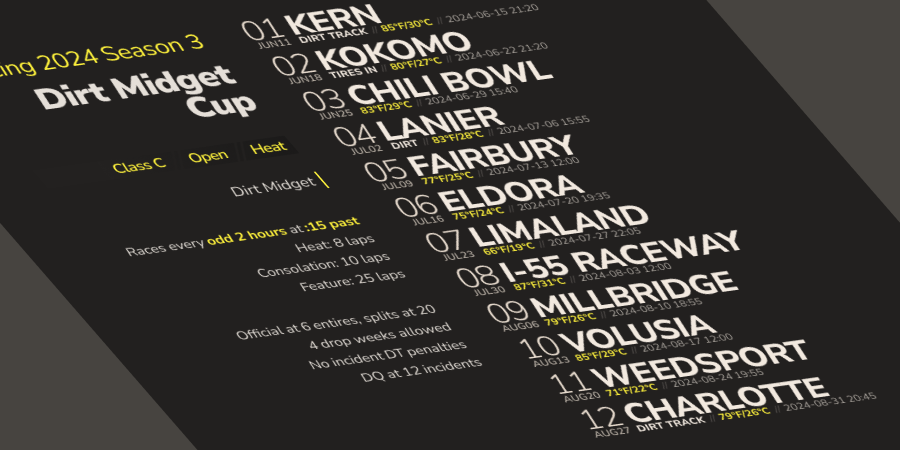 ing 2024 Season 3
Dirt Midget
Cup
Class C Open Heat
Dirt Midget
Races every odd 2 hours at :15 past
Heat: 8 laps
Consolation: 10 laps
Feature: 25 laps
Official at 6 entires, splits at 20
4 drop weeks allowed
No incident DT penalties
DQ at 12 incidents
01 KERN
JUN11 DIRT TRACK // 85°F/30°C // 2024-06-15 21:20
02 KOKOMO
JUN18 TIRES IN // 80°F/27°C // 2024-06-22 21:20
03 CHILI BOWL
JUN25 83°F/29°C // 2024-06-29 15:40
04 LANIER
JUL02 DIRT // 83°F/28°C // 2024-07-06 15:55
05 FAIRBURY
JUL09 77°F/25°C // 2024-07-13 12:00
06 ELDORA
JUL16 75°F/24°C // 2024-07-20 19:35
07 LIMALAND
JUL23 66°F/19°C // 2024-07-27 22:05
08 I-55 RACEWAY
JUL30 87°F/31°C // 2024-08-03 12:00
09 MILLBRIDGE
AUG06 79°F/26°C // 2024-08-10 18:55
10 VOLUSIA
AUG13 85°F/29°C // 2024-08-17 12:00
11 WEEDSPORT
AUG20 71°F/22°C // 2024-08-24 19:55
12 CHARLOTTE
AUG27 DIRT TRACK // 79°F/26°C // 2024-08-31 20:45